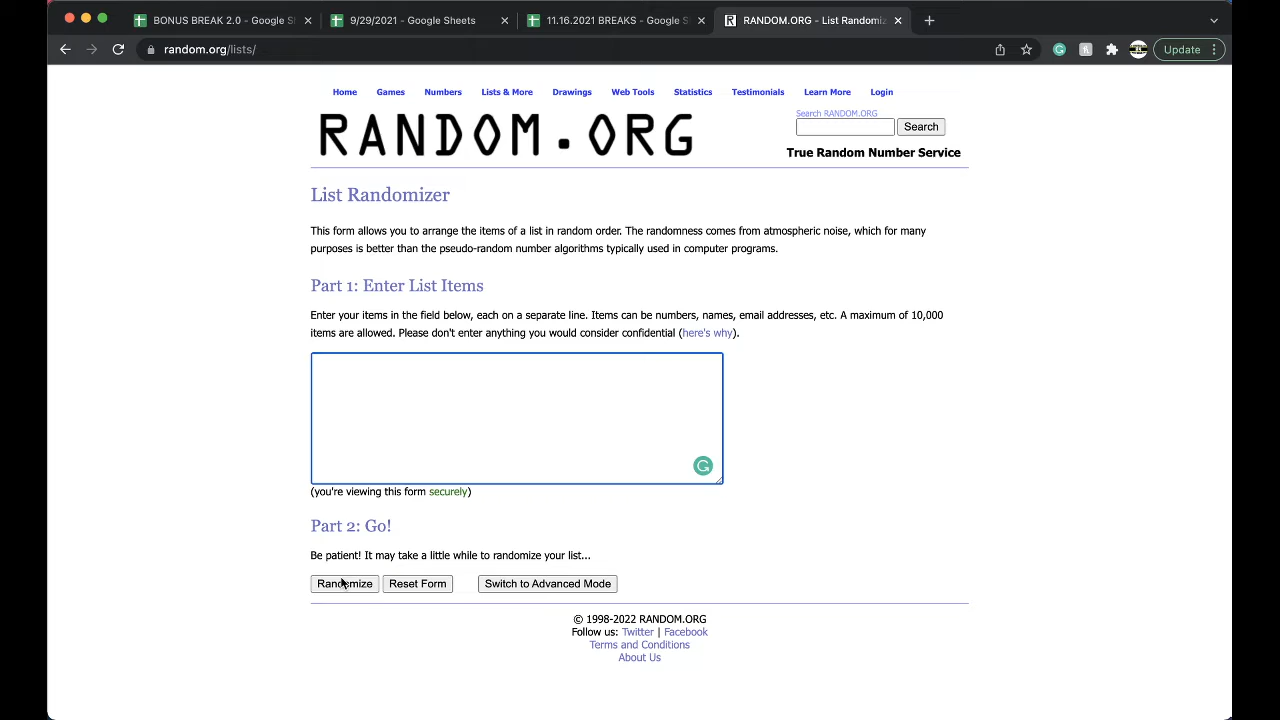 BONUS BREAK 2.0 - Google Sh
9/29/2021 - Google Sheets
11.16.2021 BREAKS - Google S
RANDOM.ORG - List Randomiz
random.org/lists/
Update
Home Games Numbers Lists & More Drawings Web Tools Statistics Testimonials Learn More Login
RANDOM.ORG
Search RANDOM.ORG
Search
True Random Number Service
List Randomizer
This form allows you to arrange the items of a list in random order. The randomness comes from atmospheric noise, which for many
purposes is better than the pseudo-random number algorithms typically used in computer programs.
Part 1: Enter List Items
Enter your items in the field below, each on a separate line. Items can be numbers, names, email addresses, etc. A maximum of 10,000
items are allowed. Please don't enter anything you would consider confidential (here's why).
(you're viewing this form securely)
Part 2: Go!
Be patient! It may take a little while to randomize your list...
Randomize Reset Form Switch to Advanced Mode
© 1998-2022 RANDOM.ORG
Follow us: Twitter | Facebook
Terms and Conditions
About Us